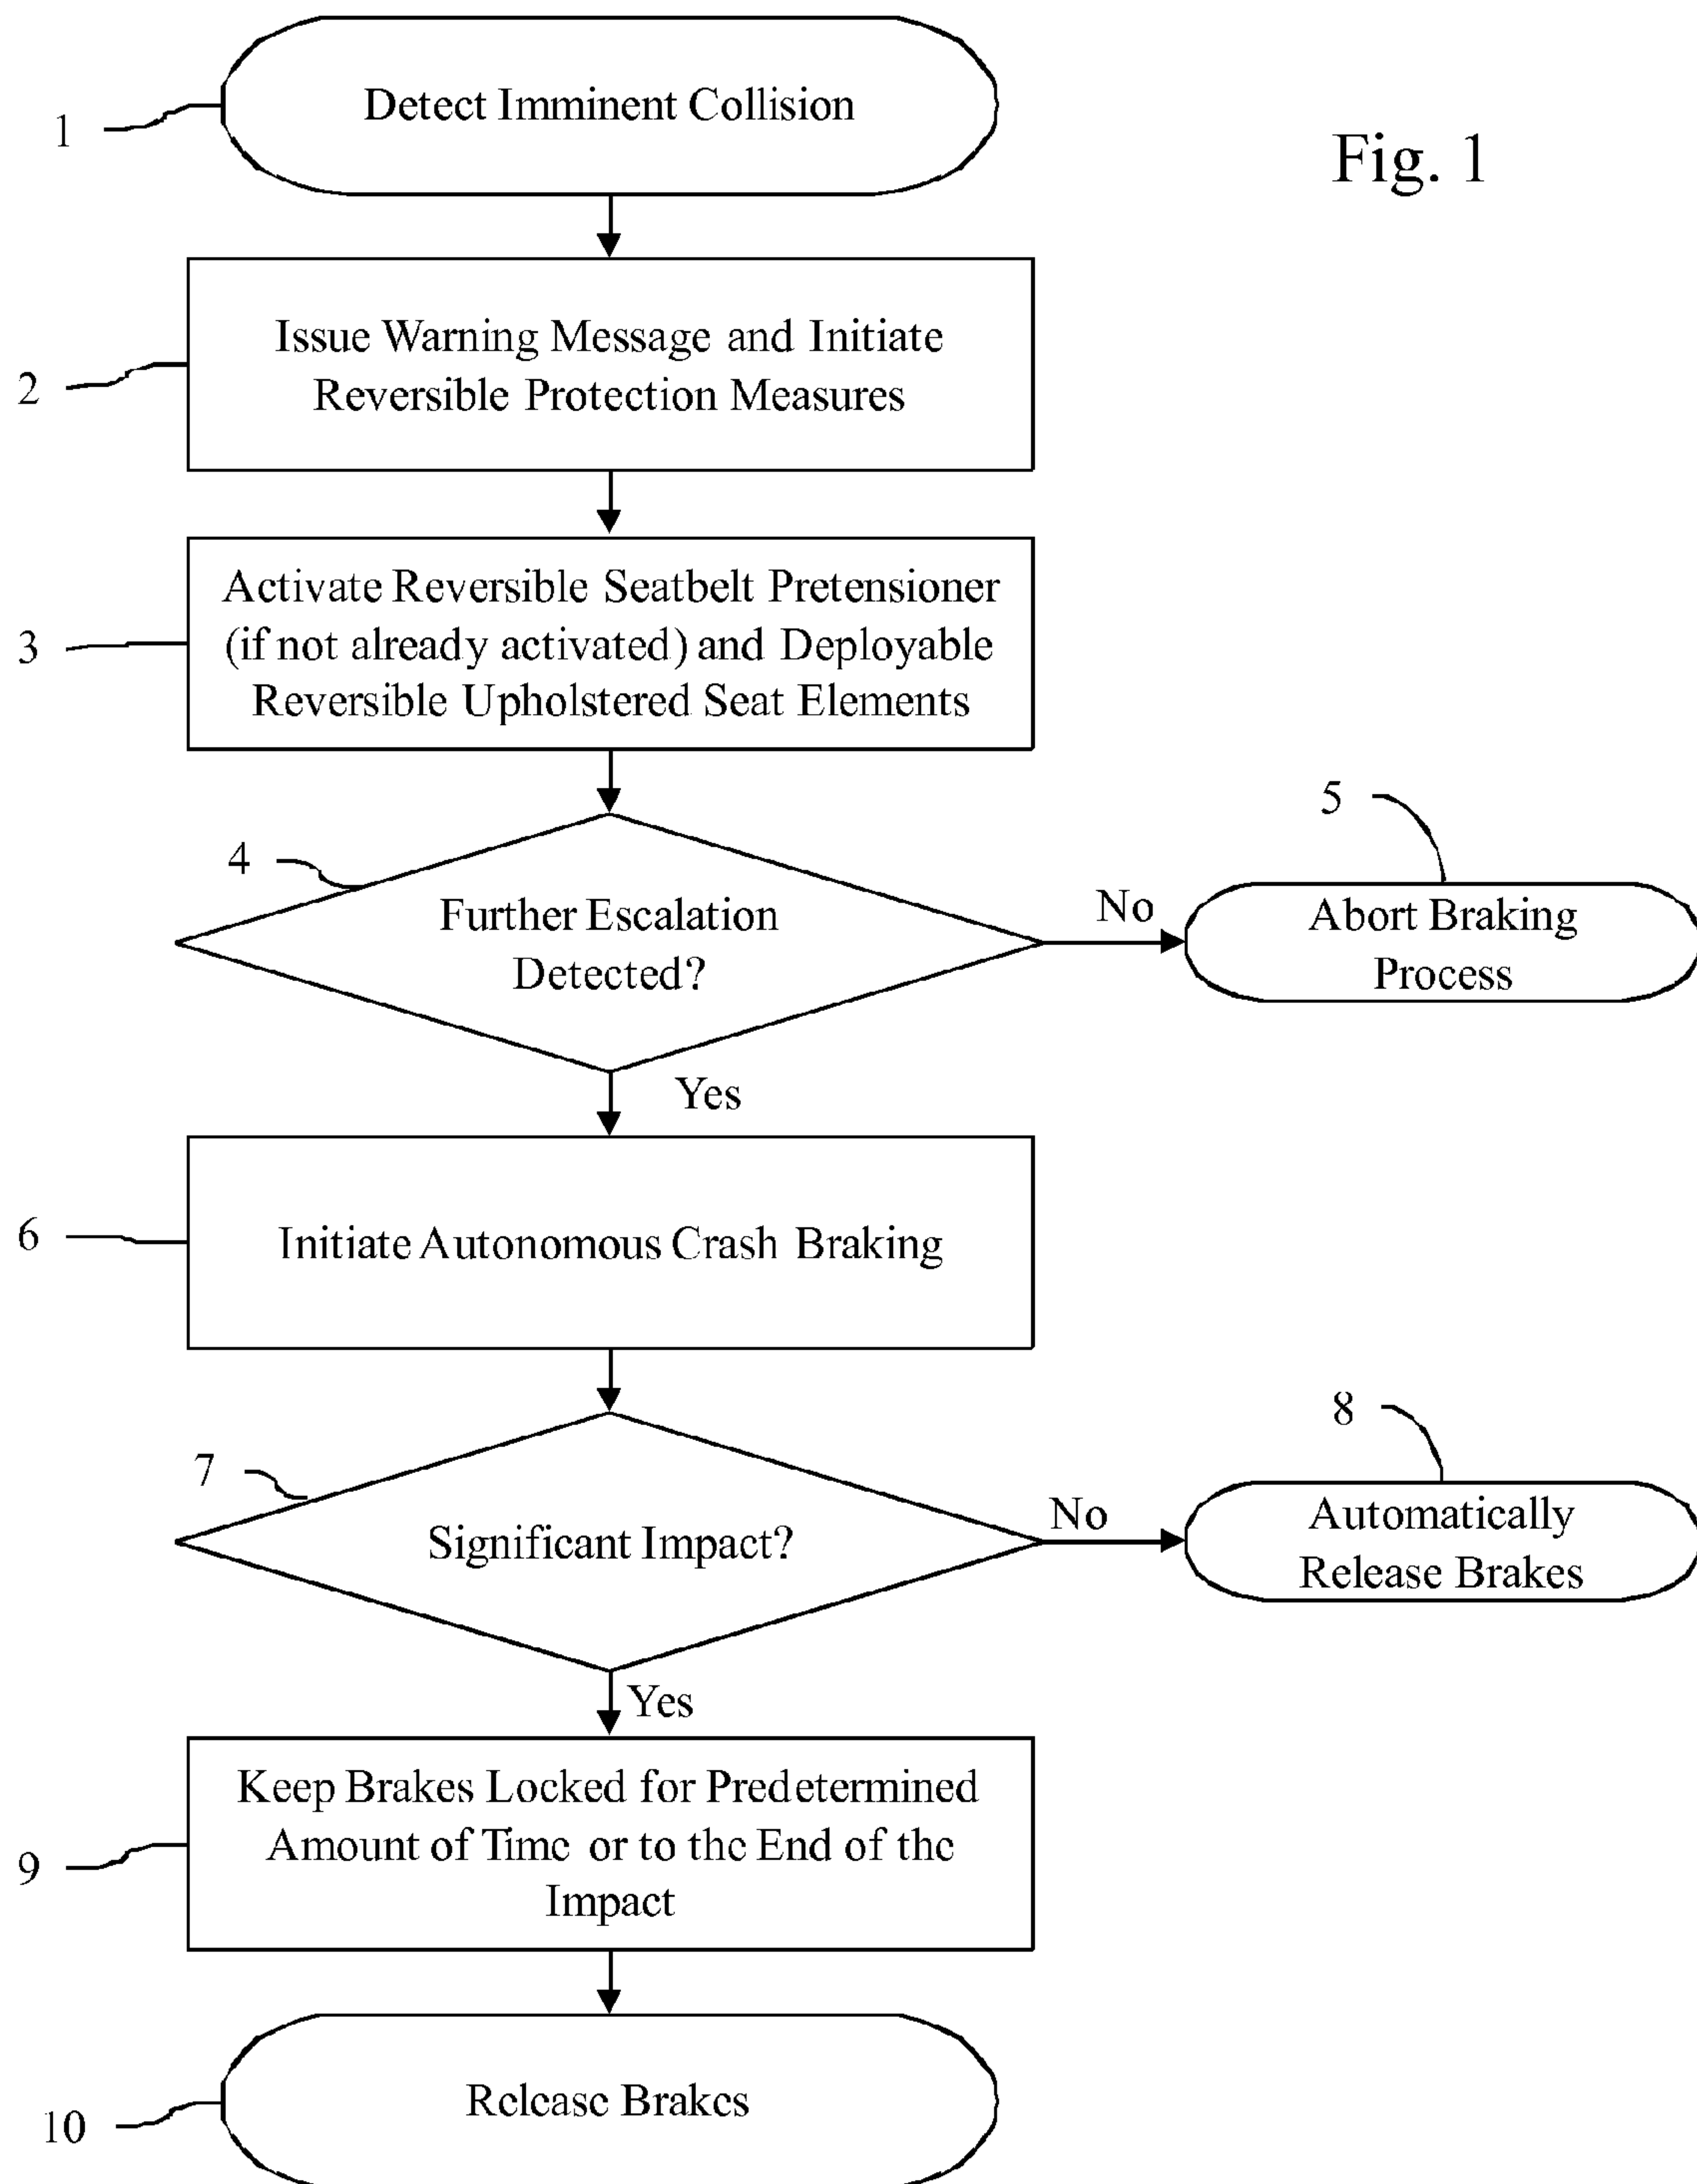 1
Detect Imminent Collision
Fig. 1
2
Issue Warning Message and Initiate
Reversible Protection Measures
3
Activate Reversible Seatbelt Pretensioner
(if not already activated) and Deployable
Reversible Upholstered Seat Elements
4
Further Escalation
Detected?
No
5
Abort Braking
Process
Yes
6
Initiate Autonomous Crash Braking
7
Significant Impact?
No
8
Automatically
Release Brakes
Yes
9
Keep Brakes Locked for Predetermined
Amount of Time or to the End of the
Impact
10
Release Brakes